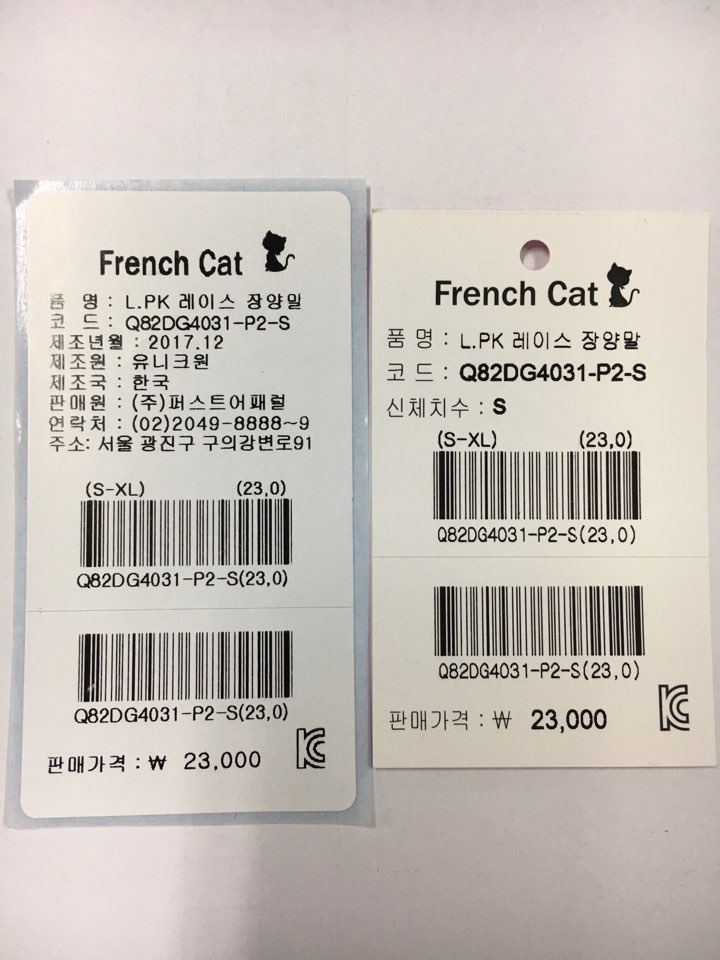 French Cat
품 명 : L.PK 레이스 장양말
코 드 : Q82DG4031-P2-S
제조년월 : 2017.12
제조원 : 유니크원
제조국 : 한국
판매원 : (주)퍼스트어패럴
연락처 : (02)2049-8888~9
주소: 서울 광진구 구의강변로91
(S-XL) (23,0)
Q82DG4031-P2-S(23,0)
Q82DG4031-P2-S(23,0)
판매가격 : ₩ 23,000
French Cat
품 명 : L.PK 레이스 장양말
코 드 : Q82DG4031-P2-S
신체치수 : S
(S-XL) (23,0)
Q82DG4031-P2-S(23,0)
Q82DG4031-P2-S(23,0)
판매가격 : ₩ 23,000